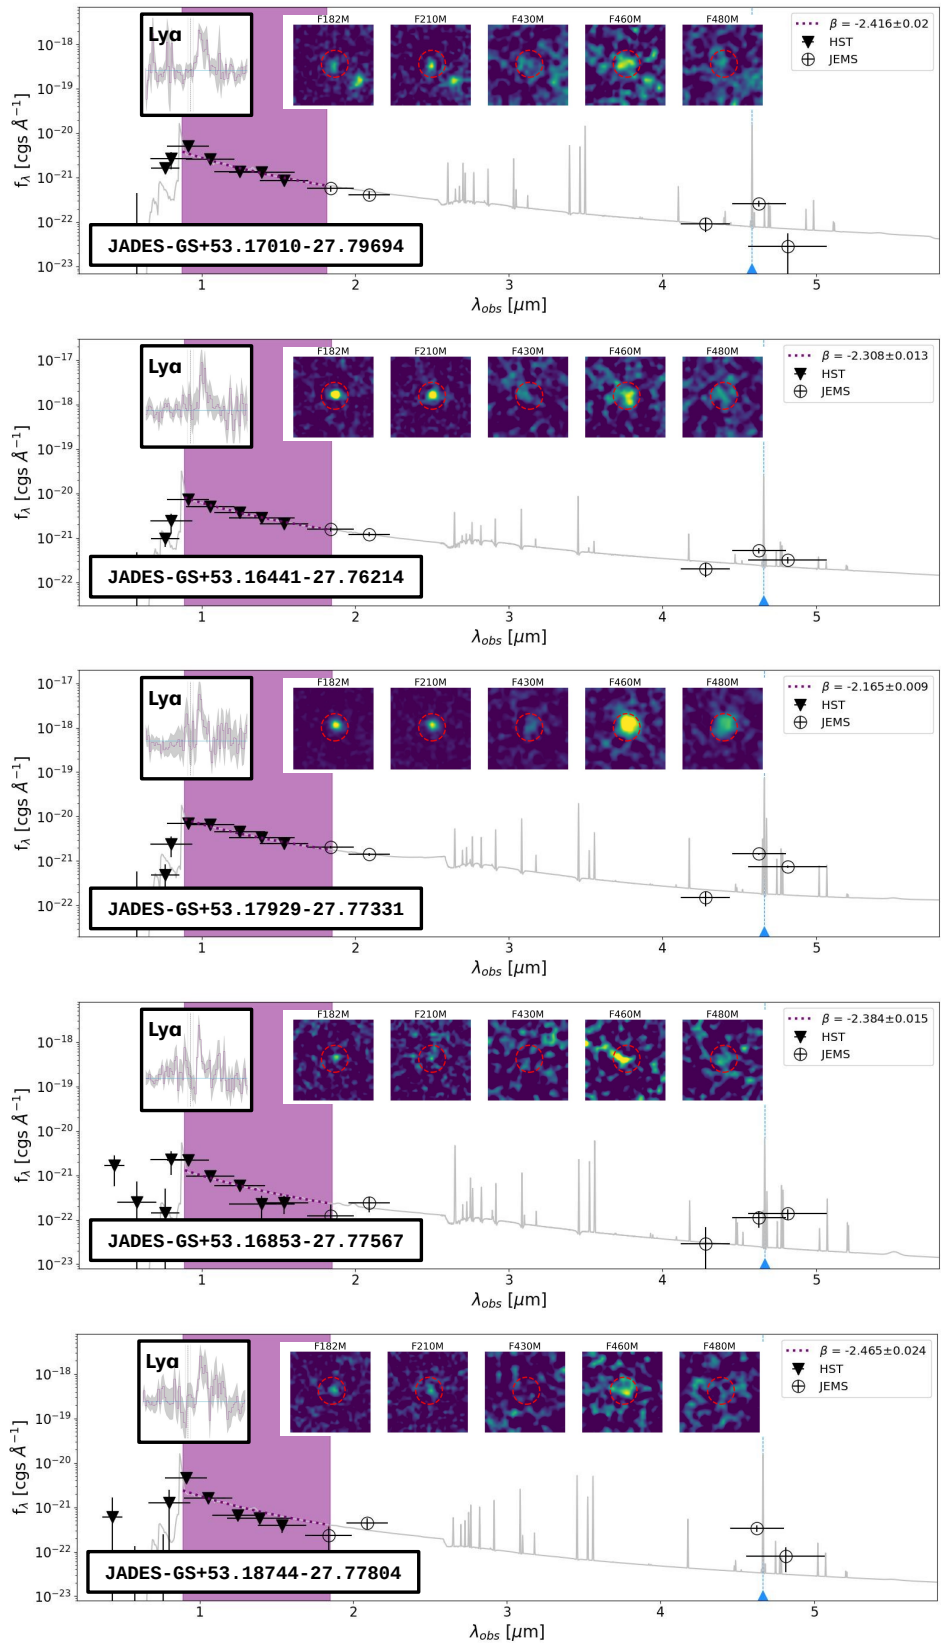 Lyα
F182M F210M F430M F460M F480M
β = -2.416±0.02
HST
JEMS
10⁻¹⁸
10⁻¹⁹
10⁻²⁰
10⁻²¹
10⁻²²
10⁻²³
f_λ [cgs Å⁻¹]
JADES-GS+53.17010-27.79694
1 2 3 4 5
λ_obs [μm]
Lyα
F182M F210M F430M F460M F480M
β = -2.308±0.013
HST
JEMS
10⁻¹⁷
10⁻¹⁸
10⁻¹⁹
10⁻²⁰
10⁻²¹
10⁻²²
f_λ [cgs Å⁻¹]
JADES-GS+53.16441-27.76214
1 2 3 4 5
λ_obs [μm]
Lyα
F182M F210M F430M F460M F480M
β = -2.165±0.009
HST
JEMS
10⁻¹⁷
10⁻¹⁸
10⁻¹⁹
10⁻²⁰
10⁻²¹
10⁻²²
f_λ [cgs Å⁻¹]
JADES-GS+53.17929-27.77331
1 2 3 4 5
λ_obs [μm]
Lyα
F182M F210M F430M F460M F480M
β = -2.384±0.015
HST
JEMS
10⁻¹⁸
10⁻¹⁹
10⁻²⁰
10⁻²¹
10⁻²²
10⁻²³
f_λ [cgs Å⁻¹]
JADES-GS+53.16853-27.77567
1 2 3 4 5
λ_obs [μm]
Lyα
F182M F210M F430M F460M F480M
β = -2.465±0.024
HST
JEMS
10⁻¹⁸
10⁻¹⁹
10⁻²⁰
10⁻²¹
10⁻²²
10⁻²³
f_λ [cgs Å⁻¹]
JADES-GS+53.18744-27.77804
1 2 3 4 5
λ_obs [μm]